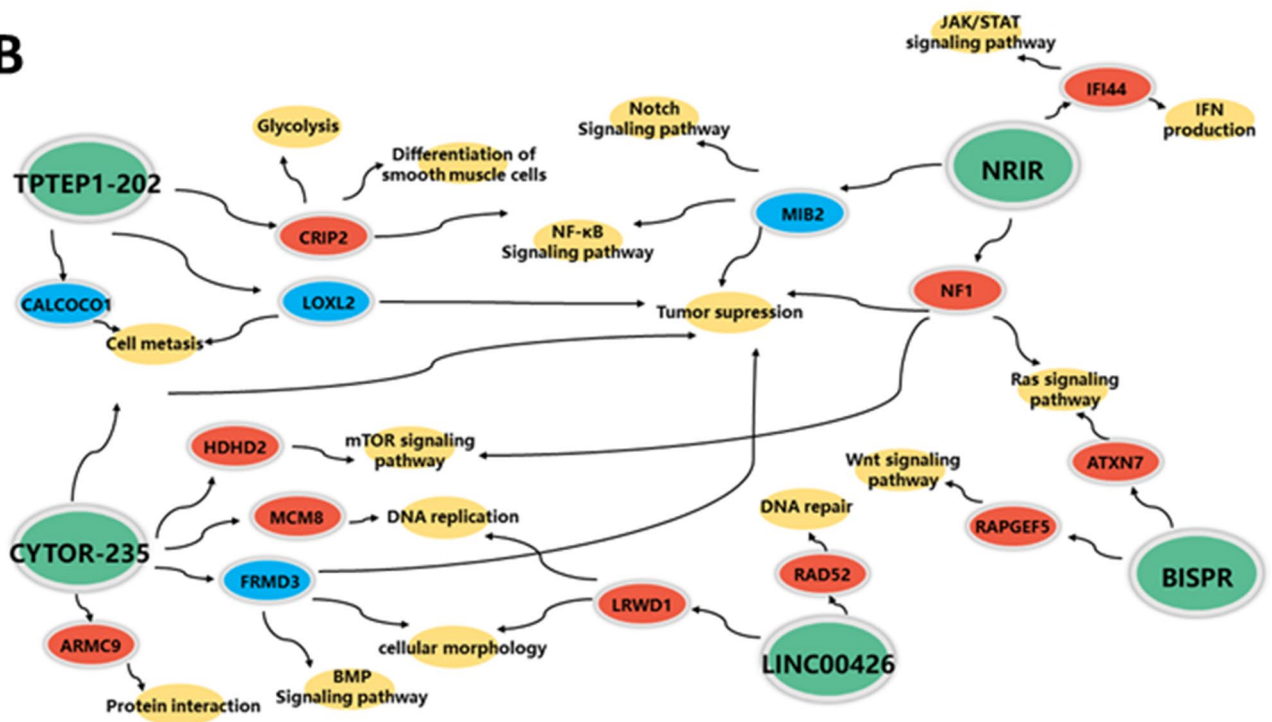 B
JAK/STAT
signaling pathway
IFI44
IFN
production
Glycolysis
Notch
Signaling pathway
Differentiation of
smooth muscle cells
TPTEP1-202
NRIR
CRIP2
MIB2
NF-κB
Signaling pathway
CALCOCO1
LOXL2
NF1
Tumor supression
Cell metasis
Ras signaling
pathway
HDHD2
mTOR signaling
pathway
ATXN7
Wnt signaling
pathway
MCM8
DNA replication
DNA repair
RAPGEF5
CYTOR-235
FRMD3
RAD52
BISPR
LRWD1
ARMC9
cellular morphology
LINC00426
BMP
Signaling pathway
Protein interaction